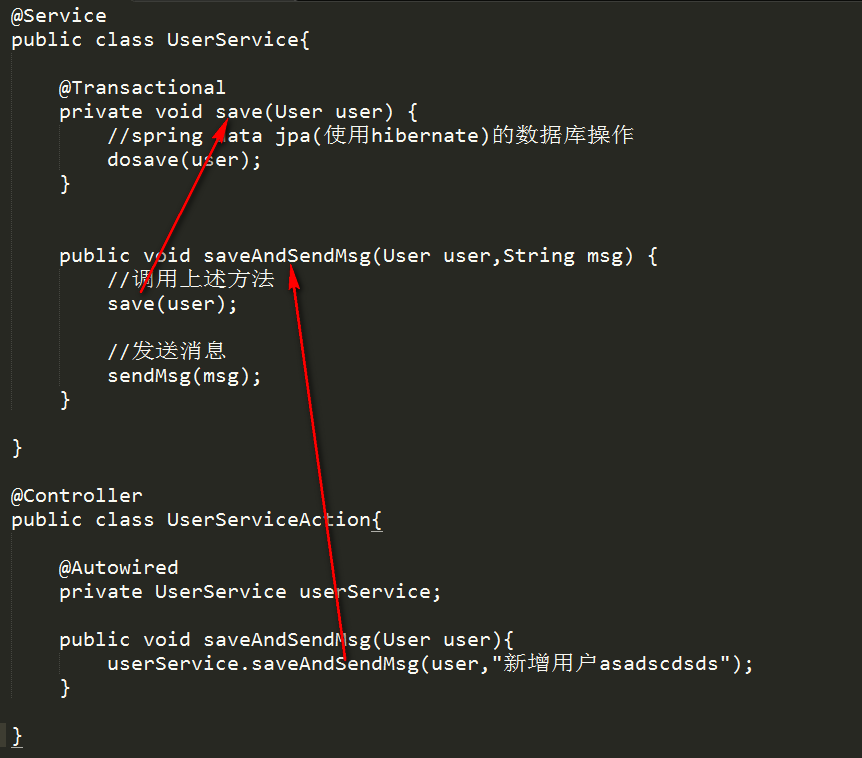 @Service
public class UserService{
@Transactional
private void save(User user) {
//spring data jpa(使用hibernate)的数据库操作
dosave(user);
}
public void saveAndSendMsg(User user,String msg) {
//调用上述方法
save(user);
//发送消息
sendMsg(msg);
}
}
@Controller
public class UserServiceAction{
@Autowired
private UserService userService;
public void saveAndSendMsg(User user){
userService.saveAndSendMsg(user,"新增用户asadscdsds");
}
}